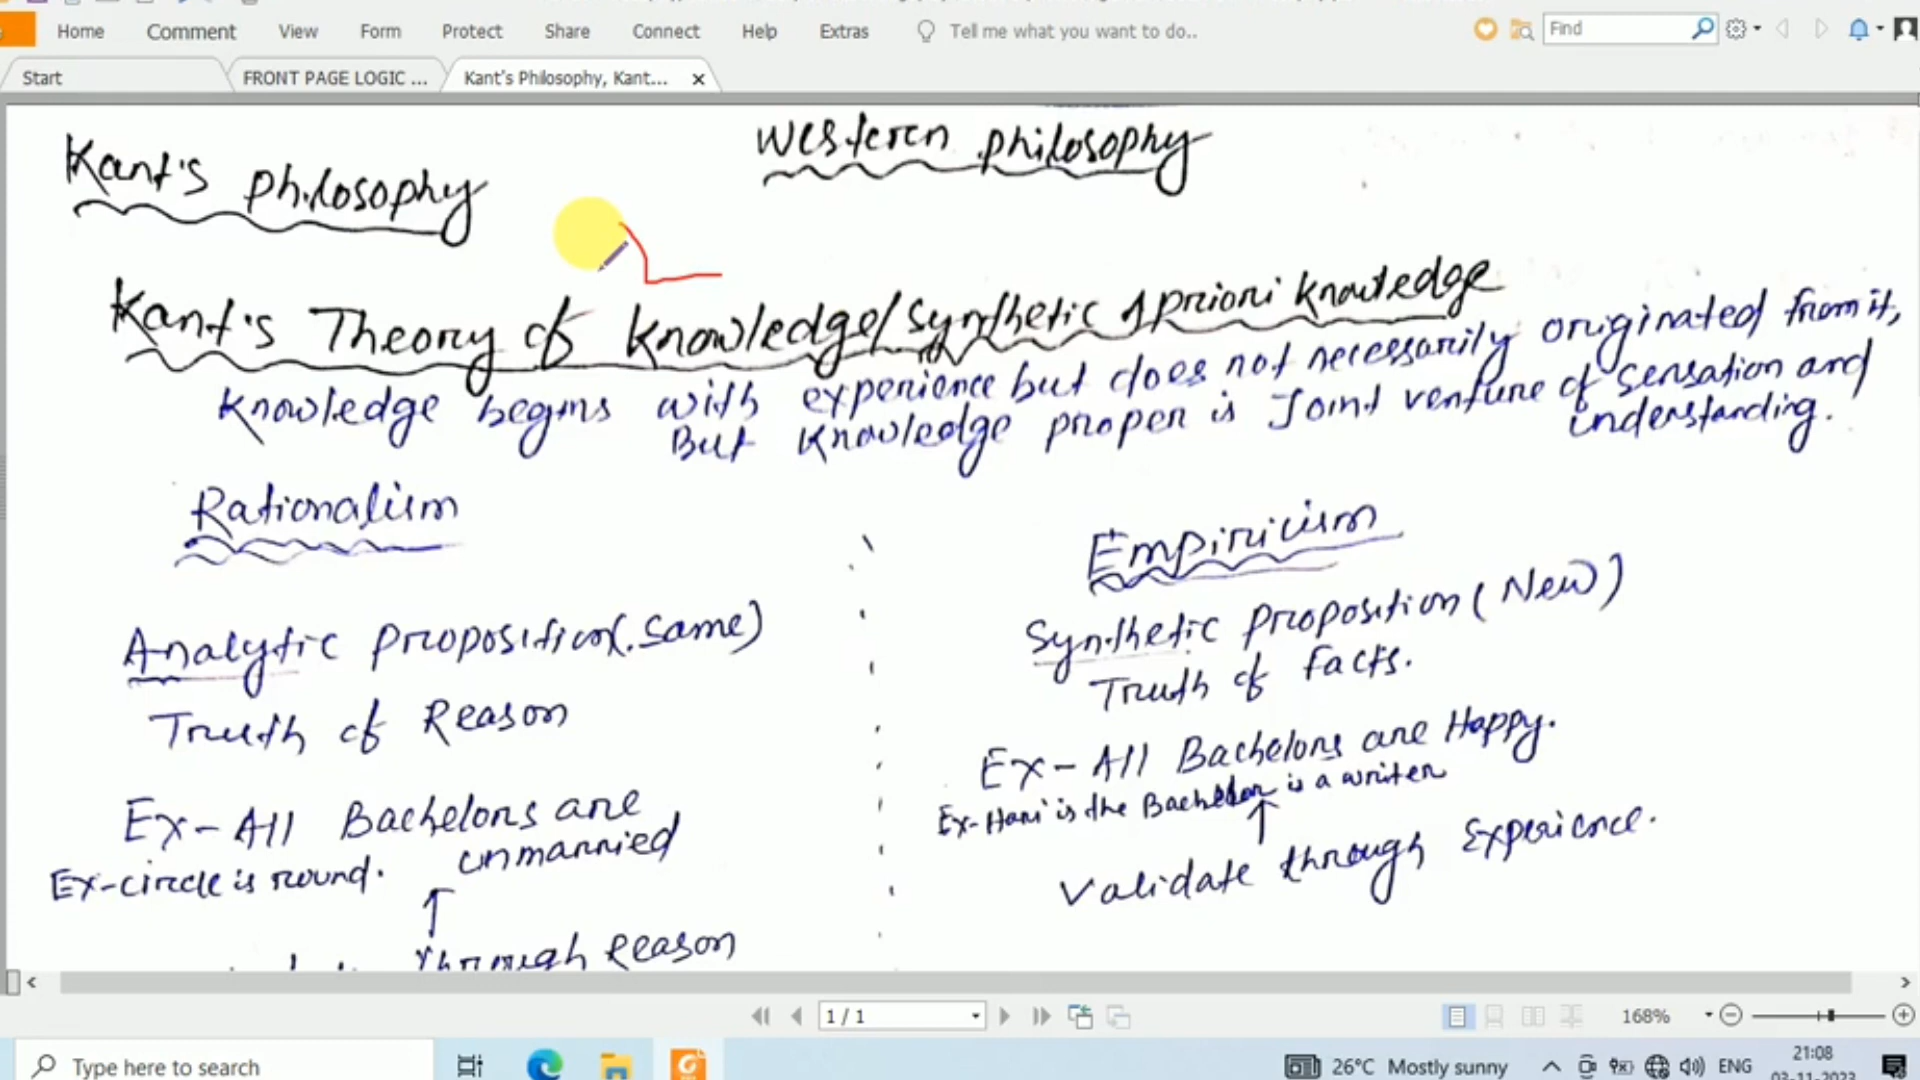 Home Comment View Form Protect Share Connect Help Extras Tell me what you want to do.. Find
Start FRONT PAGE LOGIC ... Kant's Philosophy, Kant...
Western philosophy
Kant's philosophy
Kant's Theory of Knowledge/Synthetic Apriori Knowledge
Knowledge begins with experience but does not necessarily originated from it,
But Knowledge proper is Joint venture of Sensation and
understanding.
Rationalism
Analytic proposition(same)
Truth of Reason
Ex-All Bachelors are
unmarried
Ex-circle is round.
through Reason
Empiricism
Synthetic proposition (New)
Truth of facts.
Ex-All Bachelors are Happy.
Ex-Hari is the Bachelor is a writer
Validate through Experience.
1 / 1 168%
Type here to search 26°C Mostly sunny ENG 21:08
03-11-2023